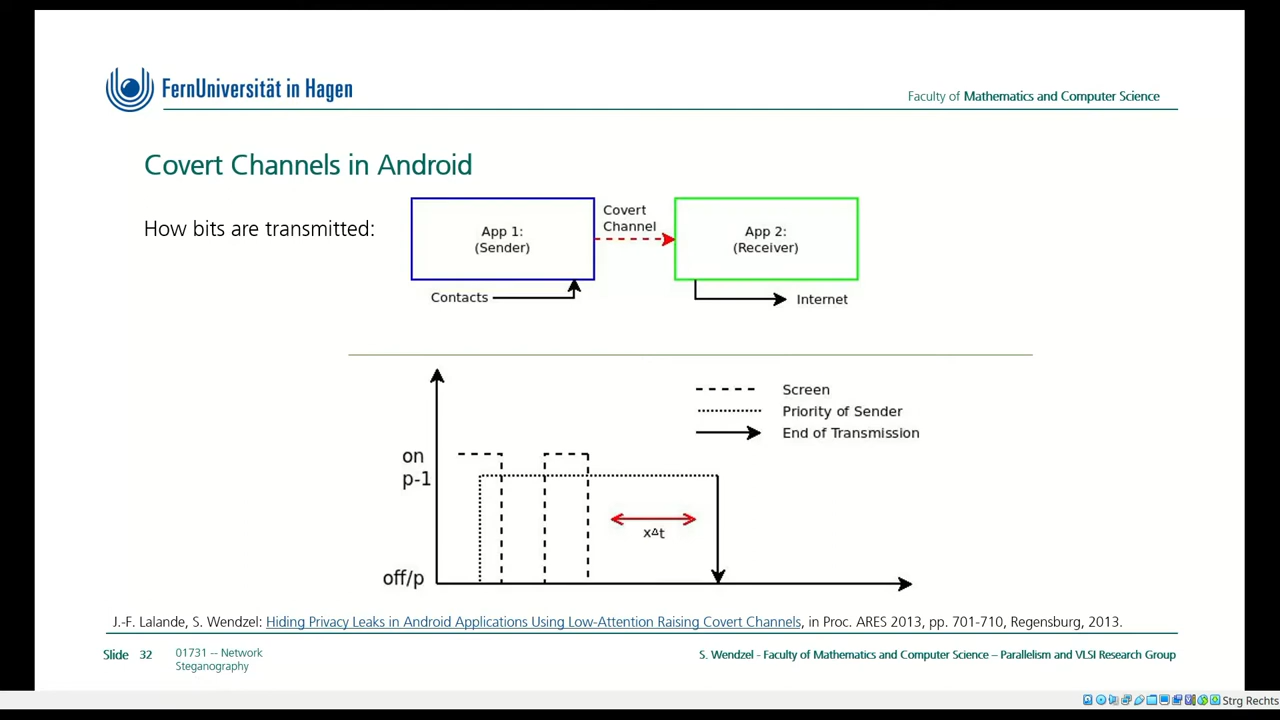 FernUniversität in Hagen
Faculty of Mathematics and Computer Science
Covert Channels in Android
How bits are transmitted:
App 1:
(Sender)
Covert
Channel
App 2:
(Receiver)
Contacts
Internet
Screen
Priority of Sender
End of Transmission
on
p-1
xΔt
off/p
J.-F. Lalande, S. Wendzel: Hiding Privacy Leaks in Android Applications Using Low-Attention Raising Covert Channels, in Proc. ARES 2013, pp. 701-710, Regensburg, 2013.
Slide 32
01731 -- Network
Steganography
S. Wendzel - Faculty of Mathematics and Computer Science – Parallelism and VLSI Research Group
Strg Rechts